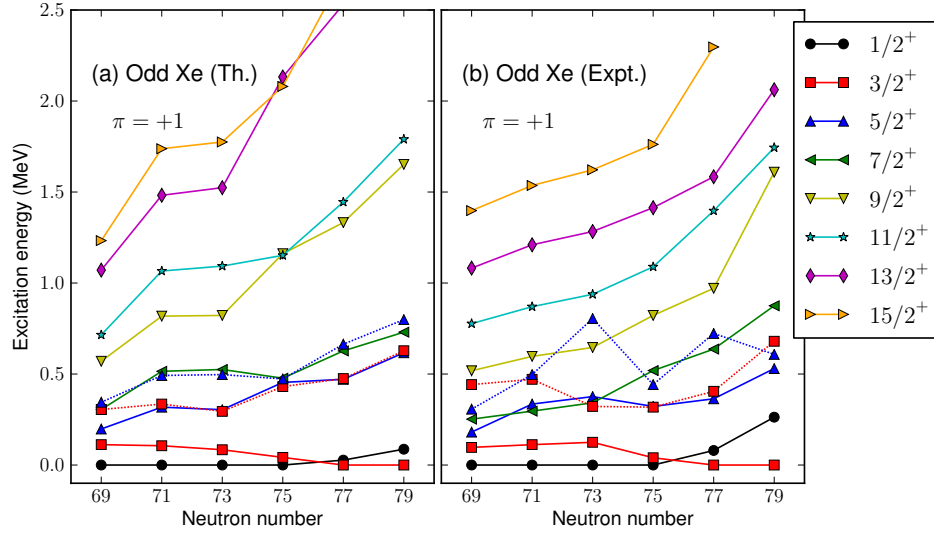 2.5
2.0
1.5
1.0
0.5
0.0
Excitation energy (MeV)
(a) Odd Xe (Th.)
π = +1
69 71 73 75 77 79
Neutron number
(b) Odd Xe (Expt.)
π = +1
69 71 73 75 77 79
Neutron number
1/2⁺
3/2⁺
5/2⁺
7/2⁺
9/2⁺
11/2⁺
13/2⁺
15/2⁺